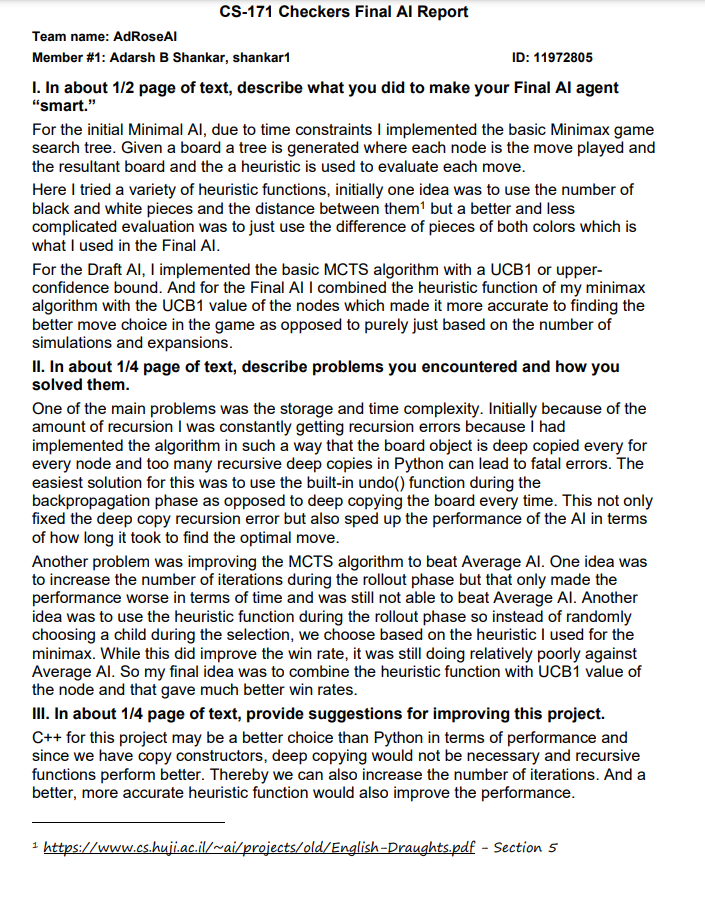 CS-171 Checkers Final AI Report
Team name: AdRoseAI
Member #1: Adarsh B Shankar, shankar1 ID: 11972805
I. In about 1/2 page of text, describe what you did to make your Final AI agent
“smart.”
For the initial Minimal AI, due to time constraints I implemented the basic Minimax game
search tree. Given a board a tree is generated where each node is the move played and
the resultant board and the a heuristic is used to evaluate each move.
Here I tried a variety of heuristic functions, initially one idea was to use the number of
black and white pieces and the distance between them¹ but a better and less
complicated evaluation was to just use the difference of pieces of both colors which is
what I used in the Final AI.
For the Draft AI, I implemented the basic MCTS algorithm with a UCB1 or upper-
confidence bound. And for the Final AI I combined the heuristic function of my minimax
algorithm with the UCB1 value of the nodes which made it more accurate to finding the
better move choice in the game as opposed to purely just based on the number of
simulations and expansions.
II. In about 1/4 page of text, describe problems you encountered and how you
solved them.
One of the main problems was the storage and time complexity. Initially because of the
amount of recursion I was constantly getting recursion errors because I had
implemented the algorithm in such a way that the board object is deep copied every for
every node and too many recursive deep copies in Python can lead to fatal errors. The
easiest solution for this was to use the built-in undo() function during the
backpropagation phase as opposed to deep copying the board every time. This not only
fixed the deep copy recursion error but also sped up the performance of the AI in terms
of how long it took to find the optimal move.
Another problem was improving the MCTS algorithm to beat Average AI. One idea was
to increase the number of iterations during the rollout phase but that only made the
performance worse in terms of time and was still not able to beat Average AI. Another
idea was to use the heuristic function during the rollout phase so instead of randomly
choosing a child during the selection, we choose based on the heuristic I used for the
minimax. While this did improve the win rate, it was still doing relatively poorly against
Average AI. So my final idea was to combine the heuristic function with UCB1 value of
the node and that gave much better win rates.
III. In about 1/4 page of text, provide suggestions for improving this project.
C++ for this project may be a better choice than Python in terms of performance and
since we have copy constructors, deep copying would not be necessary and recursive
functions perform better. Thereby we can also increase the number of iterations. And a
better, more accurate heuristic function would also improve the performance.
¹ https://www.cs.huji.ac.il/~ai/projects/old/English-Draughts.pdf - Section 5